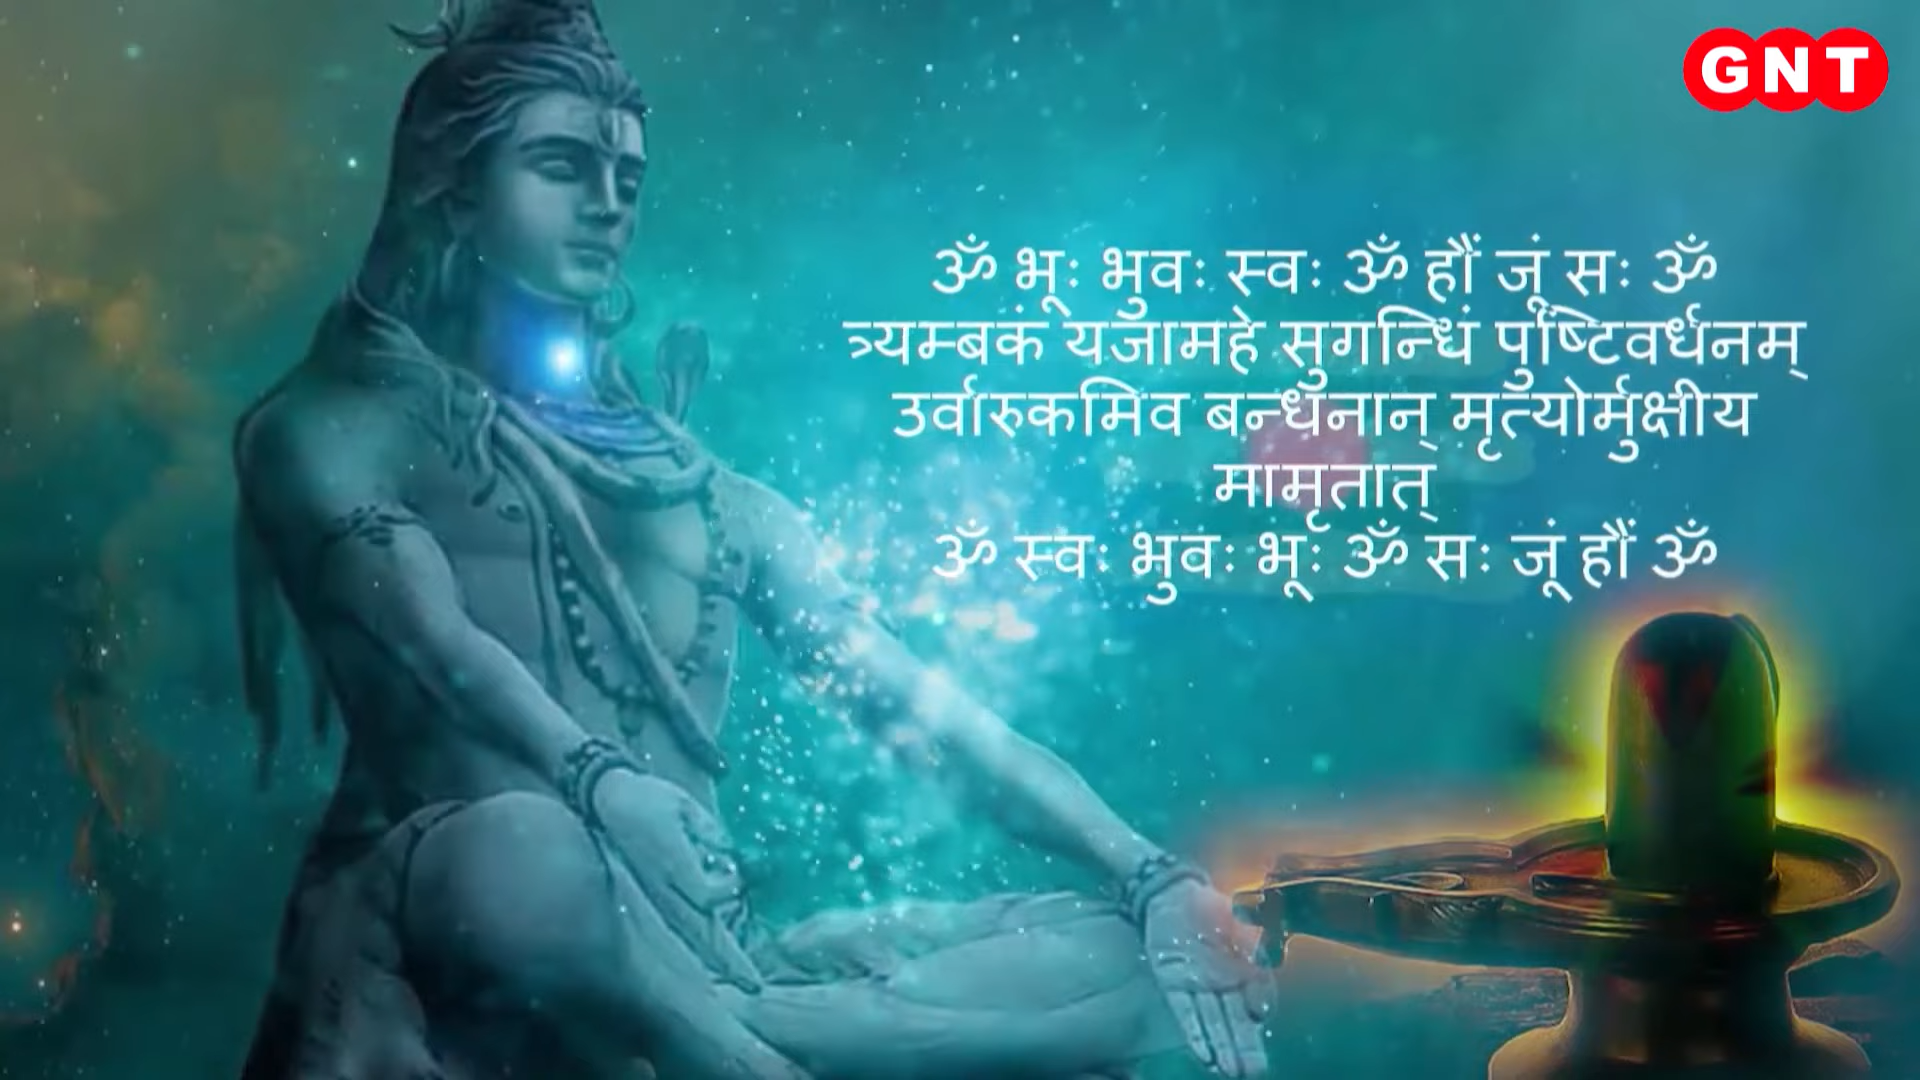 GNT
ॐ भूः भुवः स्वः ॐ हौं जूं सः ॐ
त्र्यम्बकं यजामहे सुगन्धिं पुष्टिवर्धनम्
उर्वारुकमिव बन्धनान् मृत्योर्मुक्षीय
मामृतात्
ॐ स्वः भुवः भूः ॐ सः जूं हौं ॐ